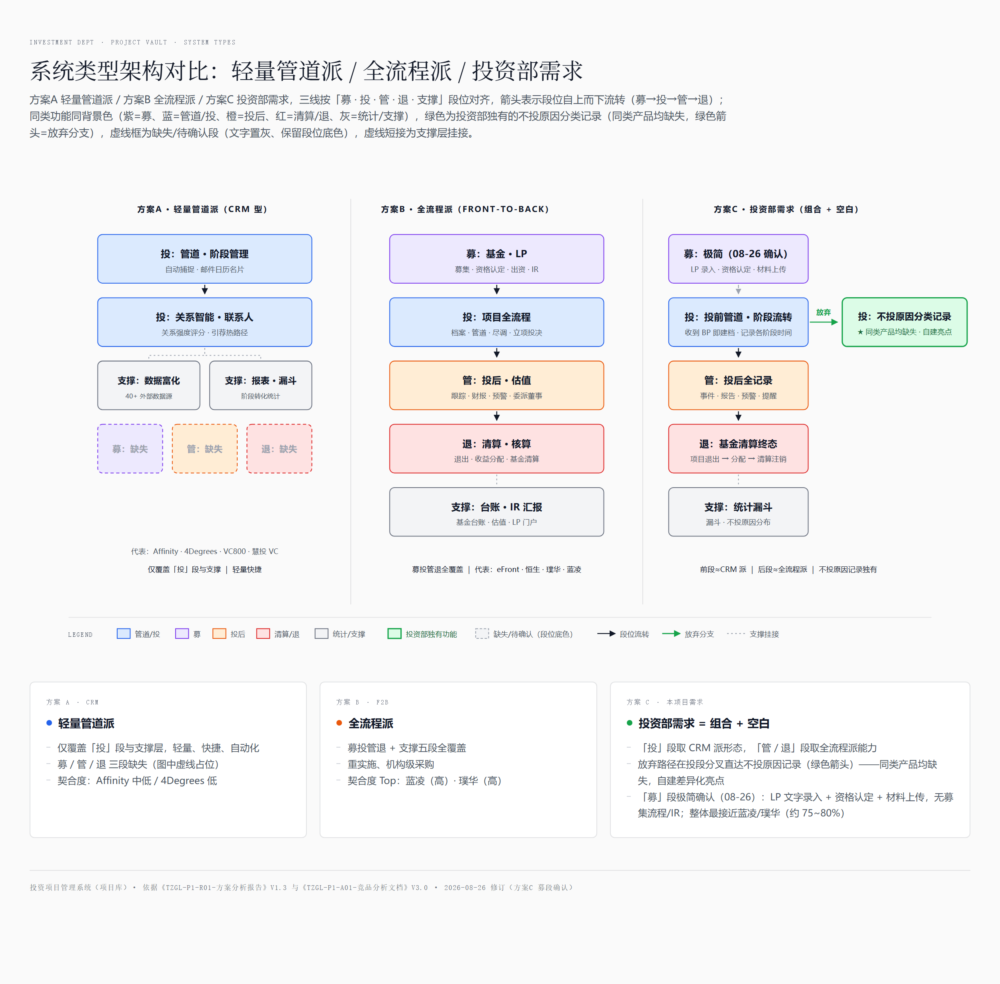 INVESTMENT DEPT · PROJECT VAULT · SYSTEM TYPES
系统类型架构对比：轻量管道派 / 全流程派 / 投资部需求
方案A 轻量管道派 / 方案B 全流程派 / 方案C 投资部需求，三线按「募 · 投 · 管 · 退 · 支撑」段位对齐，箭头表示段位自上而下流转（募→投→管→退）；
同类功能同背景色（紫=募、蓝=管道/投、橙=投后、红=清算/退、灰=统计/支撑），绿色为投资部独有的不投原因分类记录（同类产品均缺失，绿色箭
头=放弃分支），虚线框为缺失/待确认段（文字置灰、保留段位底色），虚线短接为支撑层挂接。
方案A · 轻量管道派（CRM 型）
投：管道 · 阶段管理
自动捕捉 · 邮件日历名片
投：关系智能 · 联系人
关系强度评分 · 引荐热路径
支撑：数据富化
40+ 外部数据源
支撑：报表 · 漏斗
阶段转化统计
募：缺失
管：缺失
退：缺失
代表：Affinity · 4Degrees · VC800 · 慧投 VC
仅覆盖「投」段与支撑 | 轻量快捷
方案B · 全流程派（FRONT-TO-BACK）
募：基金 · LP
募集 · 资格认定 · 出资 · IR
投：项目全流程
档案 · 管道 · 尽调 · 立项投决
管：投后 · 估值
跟踪 · 财报 · 预警 · 委派董事
退：清算 · 核算
退出 · 收益分配 · 基金清算
支撑：台账 · IR 汇报
基金台账 · 估值 · LP 门户
募投管退全覆盖 | 代表：eFront · 恒生 · 璞华 · 蓝凌
方案C · 投资部需求（组合 + 空白）
募：极简（08-26 确认）
LP 录入 · 资格认定 · 材料上传
投：投前管道 · 阶段流转
收到 BP 即建档 · 记录各阶段时间
放弃
投：不投原因分类记录
★ 同类产品均缺失 · 自建亮点
管：投后全记录
事件 · 报告 · 预警 · 提醒
退：基金清算终态
项目退出 → 分配 → 清算注销
支撑：统计漏斗
漏斗 · 不投原因分布
前段≈CRM 派 | 后段≈全流程派 | 不投原因记录独有
LEGEND
管道/投
募
投后
清算/退
统计/支撑
投资部独有功能
缺失/待确认（段位底色）
段位流转
放弃分支
支撑挂接
方案 A · CRM
轻量管道派
– 仅覆盖「投」段与支撑层，轻量、快捷、自动化
– 募 / 管 / 退 三段缺失（图中虚线占位）
– 契合度：Affinity 中低 / 4Degrees 低
方案 B · F2B
全流程派
– 募投管退 + 支撑五段全覆盖
– 重实施、机构级采购
– 契合度 Top：蓝凌（高）· 璞华（高）
方案 C · 本项目需求
投资部需求 = 组合 + 空白
– 「投」段取 CRM 派形态，「管 / 退」段取全流程派能力
– 放弃路径在投段分叉直达不投原因记录（绿色箭头）——同类产品均缺
失，自建差异化亮点
– 「募」段极简确认（08-26）：LP 文字录入 + 资格认定 + 材料上传，无募
集流程/IR；整体最接近蓝凌/璞华（约 75~80%）
投资项目管理系统（项目库）· 依据《TZGL-P1-R01-方案分析报告》V1.3 与《TZGL-P1-A01-竞品分析文档》V3.0 · 2026-08-26 修订（方案C 募段确认）